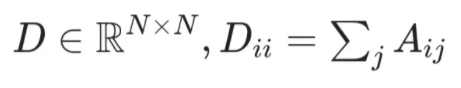 D ∈ ℝ^{N×N}, D_{ii} = ∑_j A_{ij}